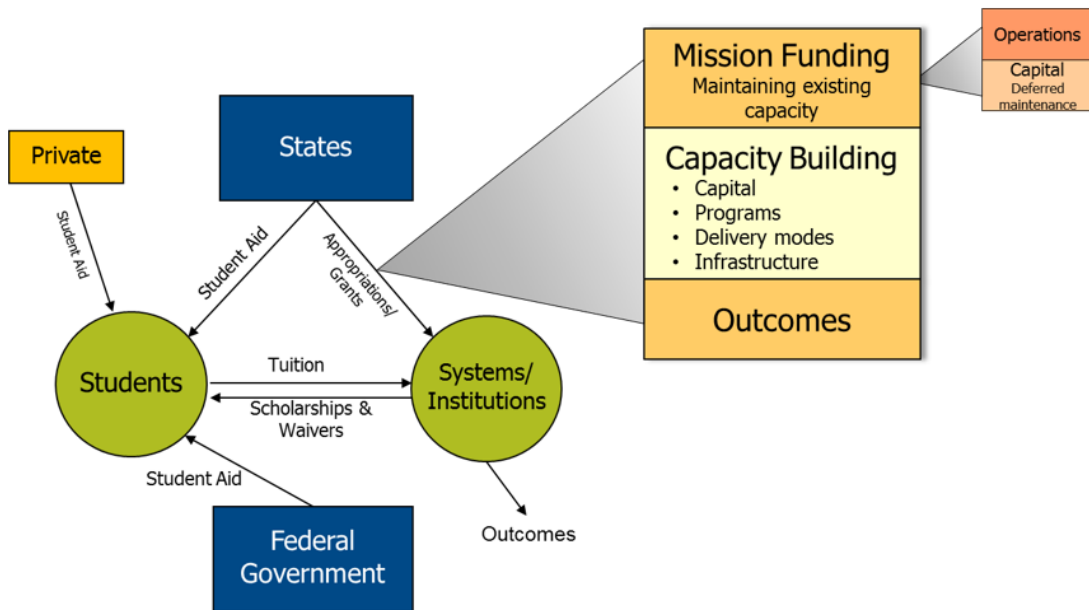 Private
States
Student Aid
Student Aid
Appropriations/
Grants
Students
Tuition
Scholarships &
Waivers
Systems/
Institutions
Student Aid
Federal
Government
Outcomes
Mission Funding
Maintaining existing
capacity
Capacity Building
• Capital
• Programs
• Delivery modes
• Infrastructure
Outcomes
Operations
Capital
Deferred
maintenance